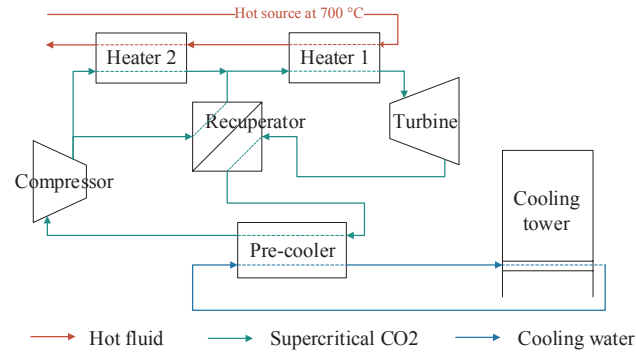 Hot source at 700 °C
Heater 2
Heater 1
Recuperator
Turbine
Compressor
Cooling
tower
Pre-cooler
Hot fluid
Supercritical CO2
Cooling water